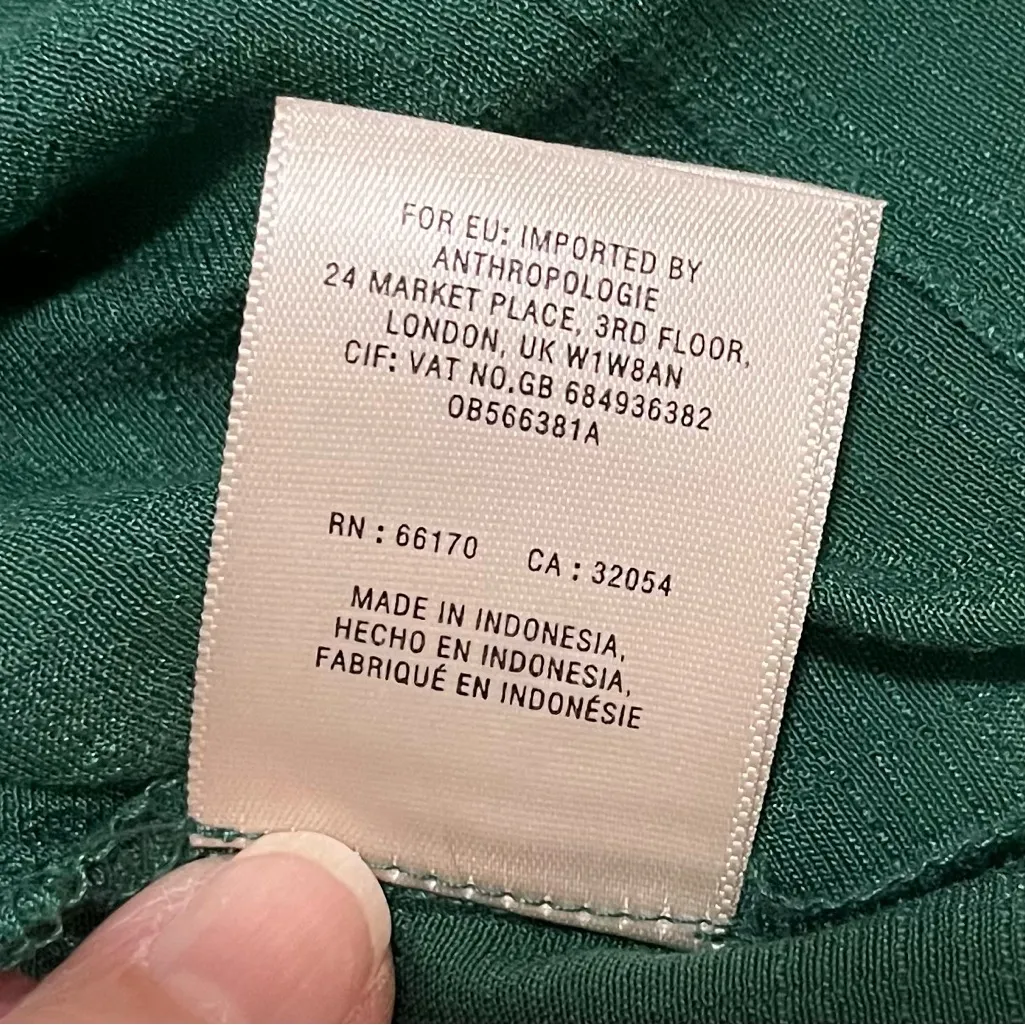 FOR EU: IMPORTED BY
ANTHROPOLOGIE
24 MARKET PLACE, 3RD FLOOR,
LONDON, UK W1W8AN
CIF: VAT NO.GB 684936382
0B566381A
RN : 66170 CA : 32054
MADE IN INDONESIA,
HECHO EN INDONESIA,
FABRIQUÉ EN INDONÉSIE